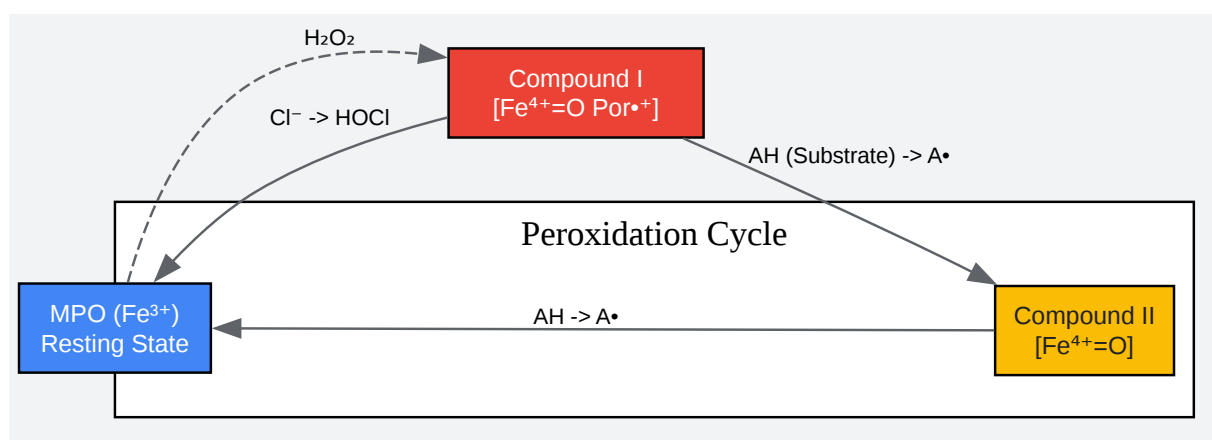 H₂O₂
Compound I
[Fe⁴⁺=O Por•⁺]
Cl⁻ -> HOCl
AH (Substrate) -> A•
Peroxidation Cycle
MPO (Fe³⁺)
Resting State
AH -> A•
Compound II
[Fe⁴⁺=O]